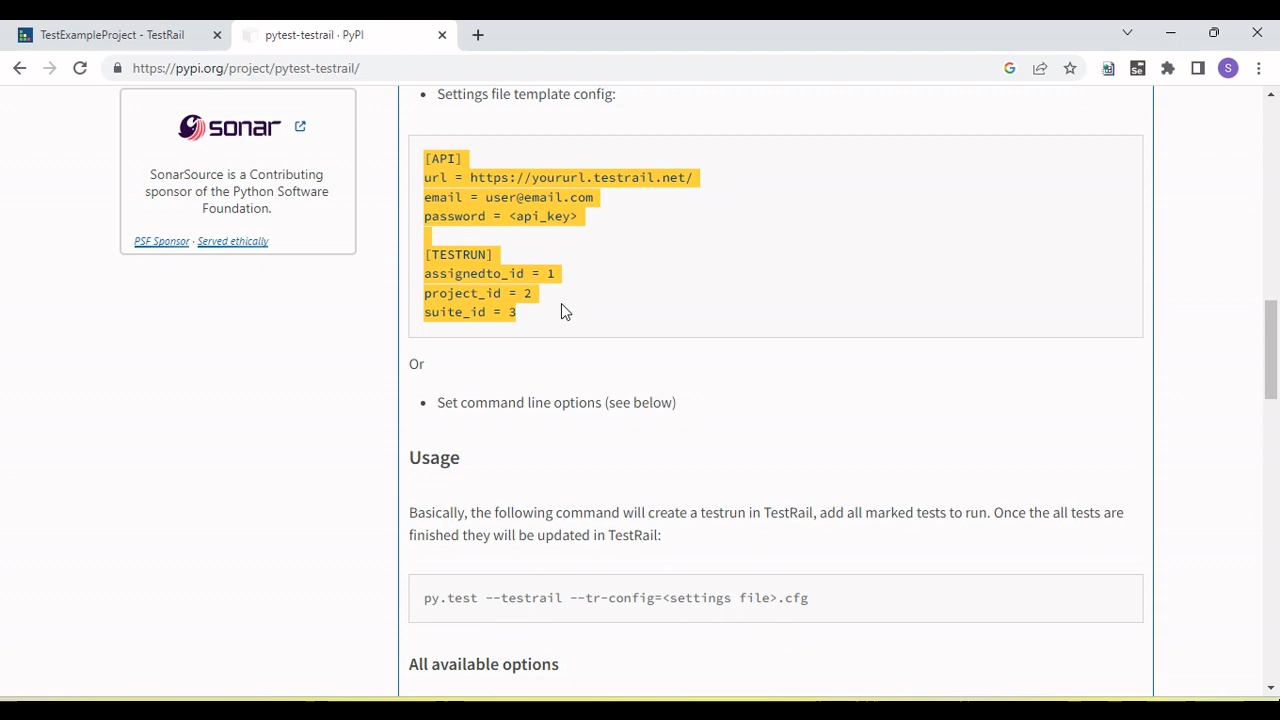 TestExampleProject - TestRail
pytest-testrail · PyPI
https://pypi.org/project/pytest-testrail/
S
sonar
SonarSource is a Contributing
sponsor of the Python Software
Foundation.
PSF Sponsor · Served ethically
• Settings file template config:
[API]
url = https://yoururl.testrail.net/
email = user@email.com
password = <api_key>
[TESTRUN]
assignedto_id = 1
project_id = 2
suite_id = 3
Or
• Set command line options (see below)
Usage
Basically, the following command will create a testrun in TestRail, add all marked tests to run. Once the all tests are
finished they will be updated in TestRail:
py.test --testrail --tr-config=<settings file>.cfg
All available options